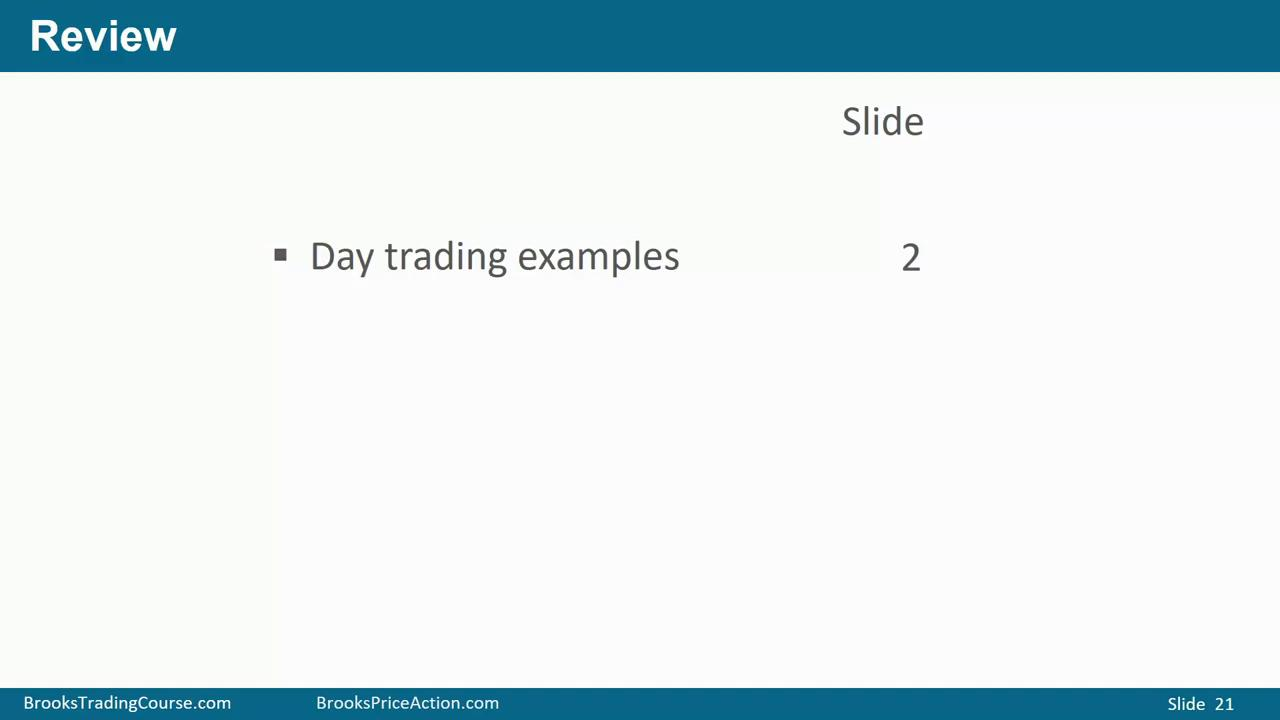 Review
Slide
▪ Day trading examples 2
BrooksTradingCourse.com BrooksPriceAction.com Slide 21